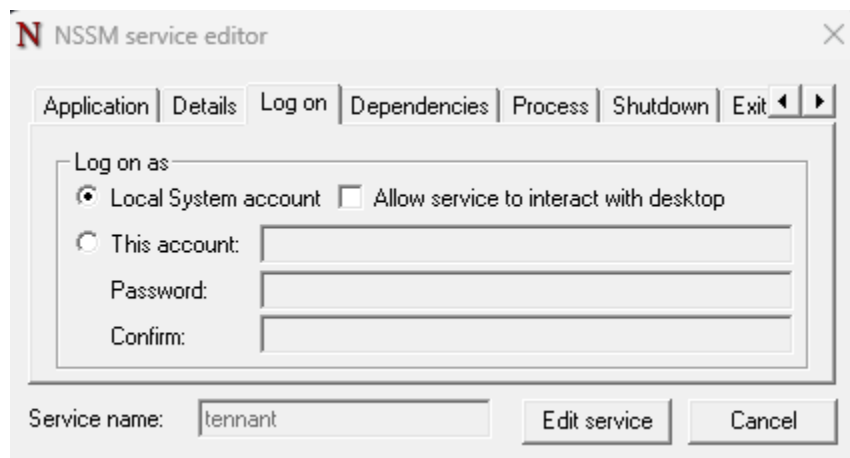 N NSSM service editor
Application Details Log on Dependencies Process Shutdown Exit
Log on as
Local System account Allow service to interact with desktop
This account:
Password:
Confirm:
Service name: tennant Edit service Cancel